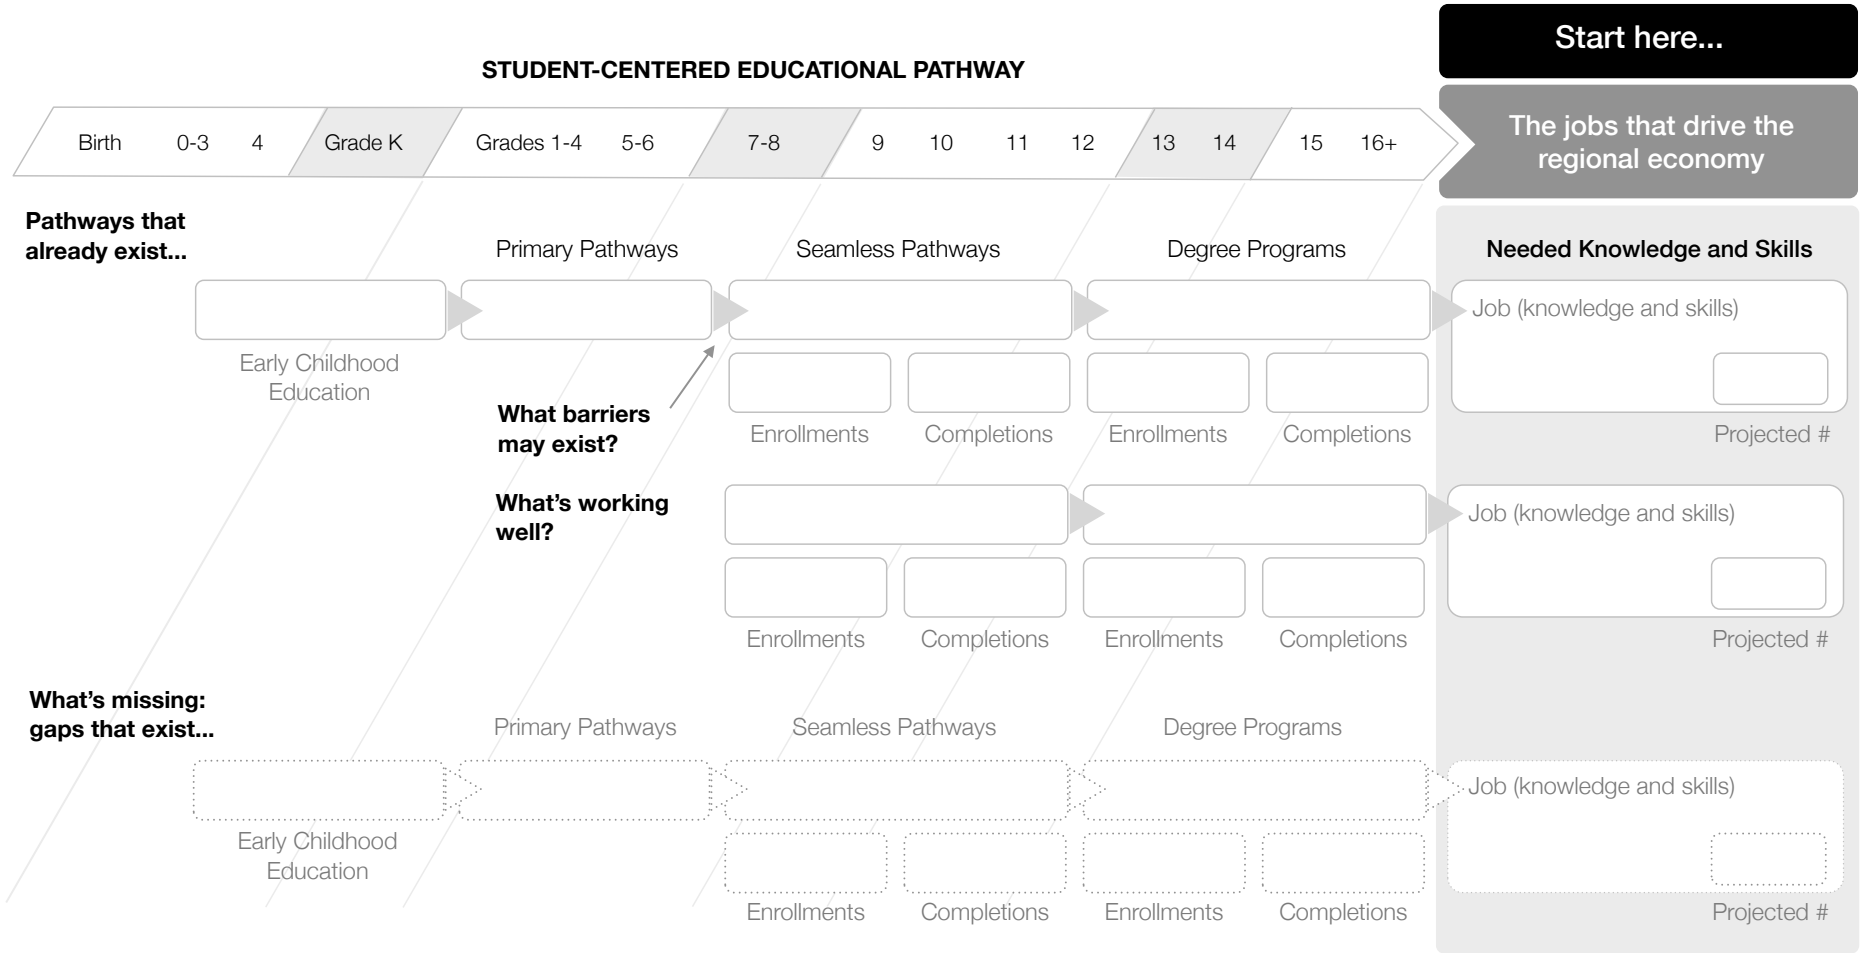 Start here...
STUDENT-CENTERED EDUCATIONAL PATHWAY
The jobs that drive the
regional economy
Birth 0-3 4 Grade K Grades 1-4 5-6 7-8 9 10 11 12 13 14 15 16+
Pathways that
already exist...
Primary Pathways Seamless Pathways Degree Programs Needed Knowledge and Skills
Job (knowledge and skills)
Early Childhood
Education
What barriers
may exist?
Enrollments Completions Enrollments Completions Projected #
What's working
well?
Job (knowledge and skills)
Enrollments Completions Enrollments Completions Projected #
What's missing:
gaps that exist...
Primary Pathways Seamless Pathways Degree Programs
Job (knowledge and skills)
Early Childhood
Education
Enrollments Completions Enrollments Completions Projected #